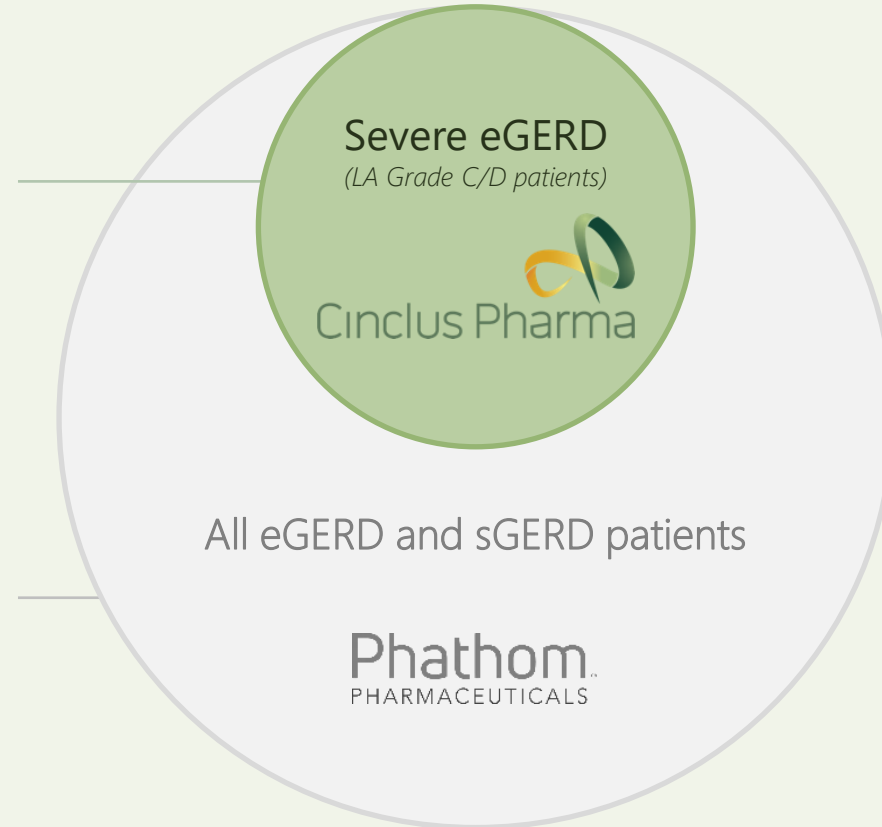 Severe eGERD
(LA Grade C/D patients)
Cinclus Pharma
All eGERD and sGERD patients
Phathom
PHARMACEUTICALS